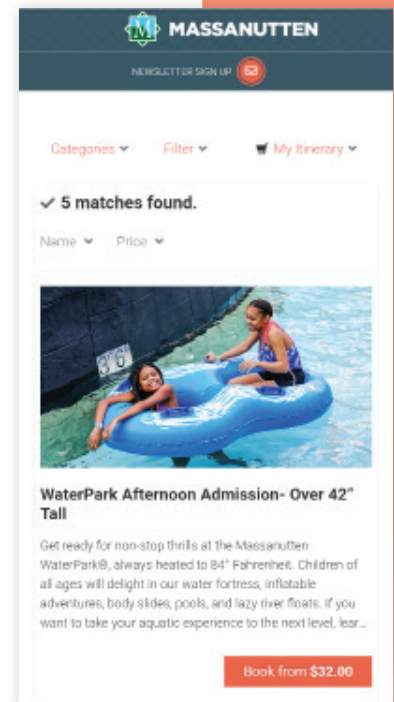 M MASSANUTTEN
NEWSLETTER SIGN UP
Categories Filter My Itinerary
5 matches found.
Name Price
3'6"
WaterPark Afternoon Admission- Over 42"
Tall
Get ready for non-stop thrills at the Massanutten
WaterPark®, always heated to 84° Fahrenheit. Children of
all ages will delight in our water fortress, inflatable
adventures, body slides, pools, and lazy river floats. If you
want to take your aquatic experience to the next level, lear...
Book from $32.00